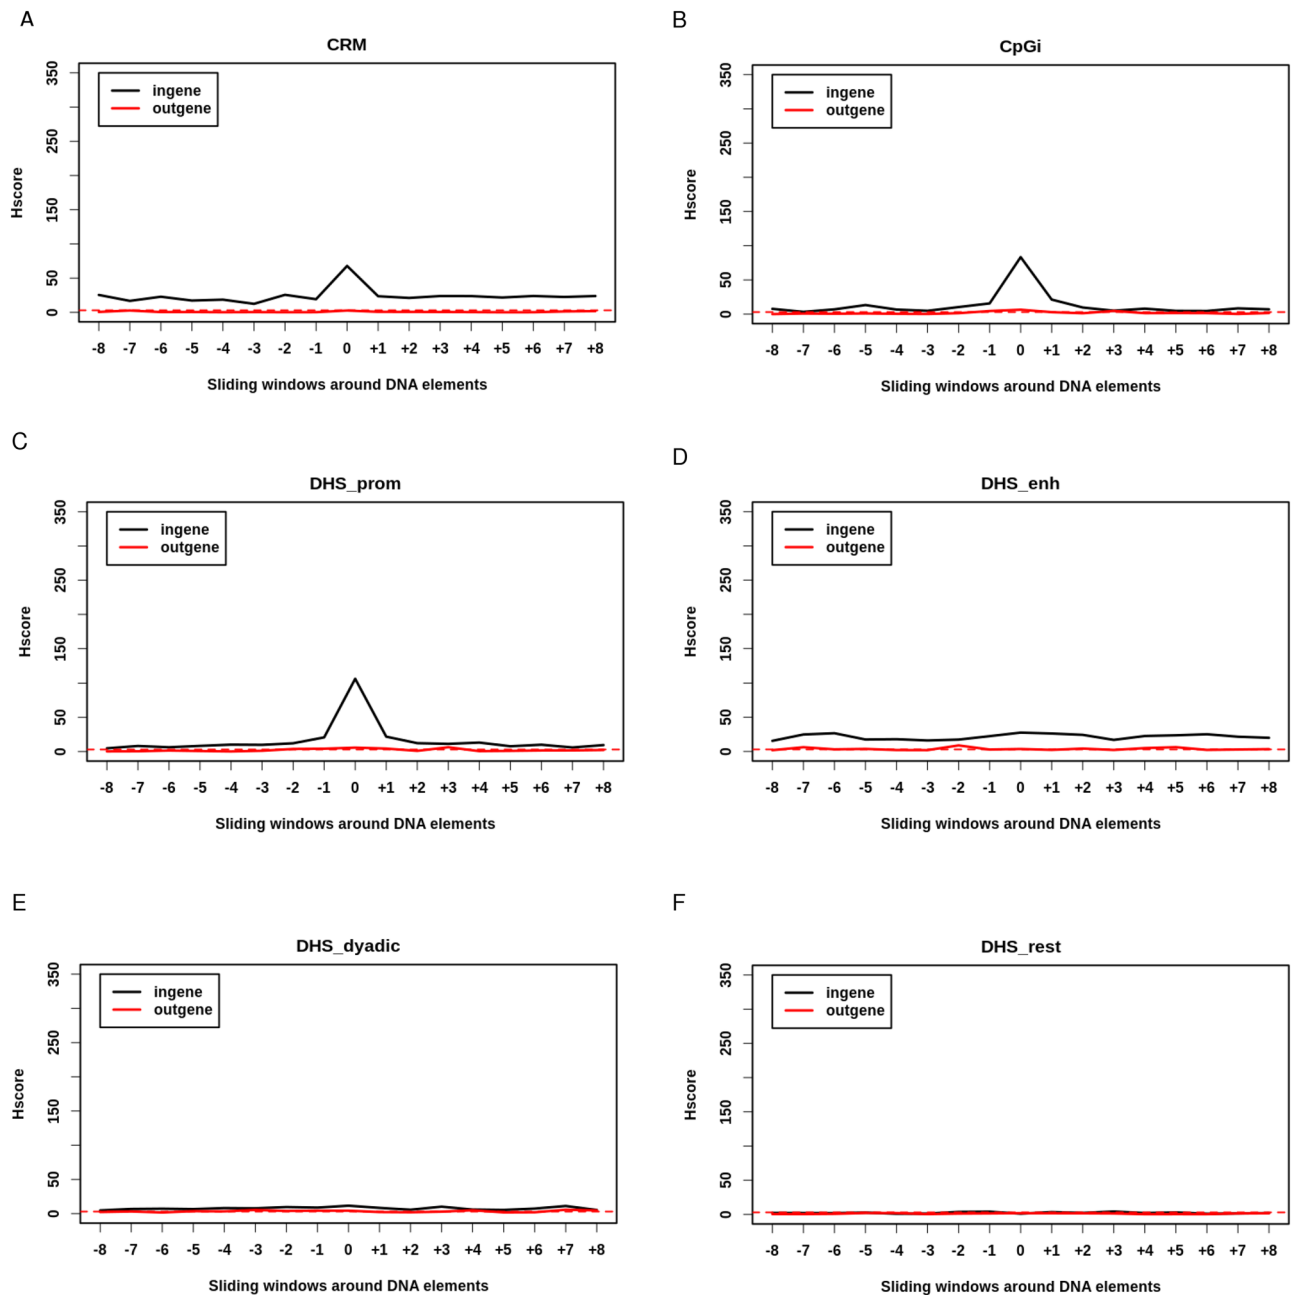 A
CRM
ingene
outgene
Hscore
350
250
150
50
0
-8 -7 -6 -5 -4 -3 -2 -1 0 +1 +2 +3 +4 +5 +6 +7 +8
Sliding windows around DNA elements
B
CpGi
ingene
outgene
Hscore
350
250
150
50
0
-8 -7 -6 -5 -4 -3 -2 -1 0 +1 +2 +3 +4 +5 +6 +7 +8
Sliding windows around DNA elements
C
DHS_prom
ingene
outgene
Hscore
350
250
150
50
0
-8 -7 -6 -5 -4 -3 -2 -1 0 +1 +2 +3 +4 +5 +6 +7 +8
Sliding windows around DNA elements
D
DHS_enh
ingene
outgene
Hscore
350
250
150
50
0
-8 -7 -6 -5 -4 -3 -2 -1 0 +1 +2 +3 +4 +5 +6 +7 +8
Sliding windows around DNA elements
E
DHS_dyadic
ingene
outgene
Hscore
350
250
150
50
0
-8 -7 -6 -5 -4 -3 -2 -1 0 +1 +2 +3 +4 +5 +6 +7 +8
Sliding windows around DNA elements
F
DHS_rest
ingene
outgene
Hscore
350
250
150
50
0
-8 -7 -6 -5 -4 -3 -2 -1 0 +1 +2 +3 +4 +5 +6 +7 +8
Sliding windows around DNA elements